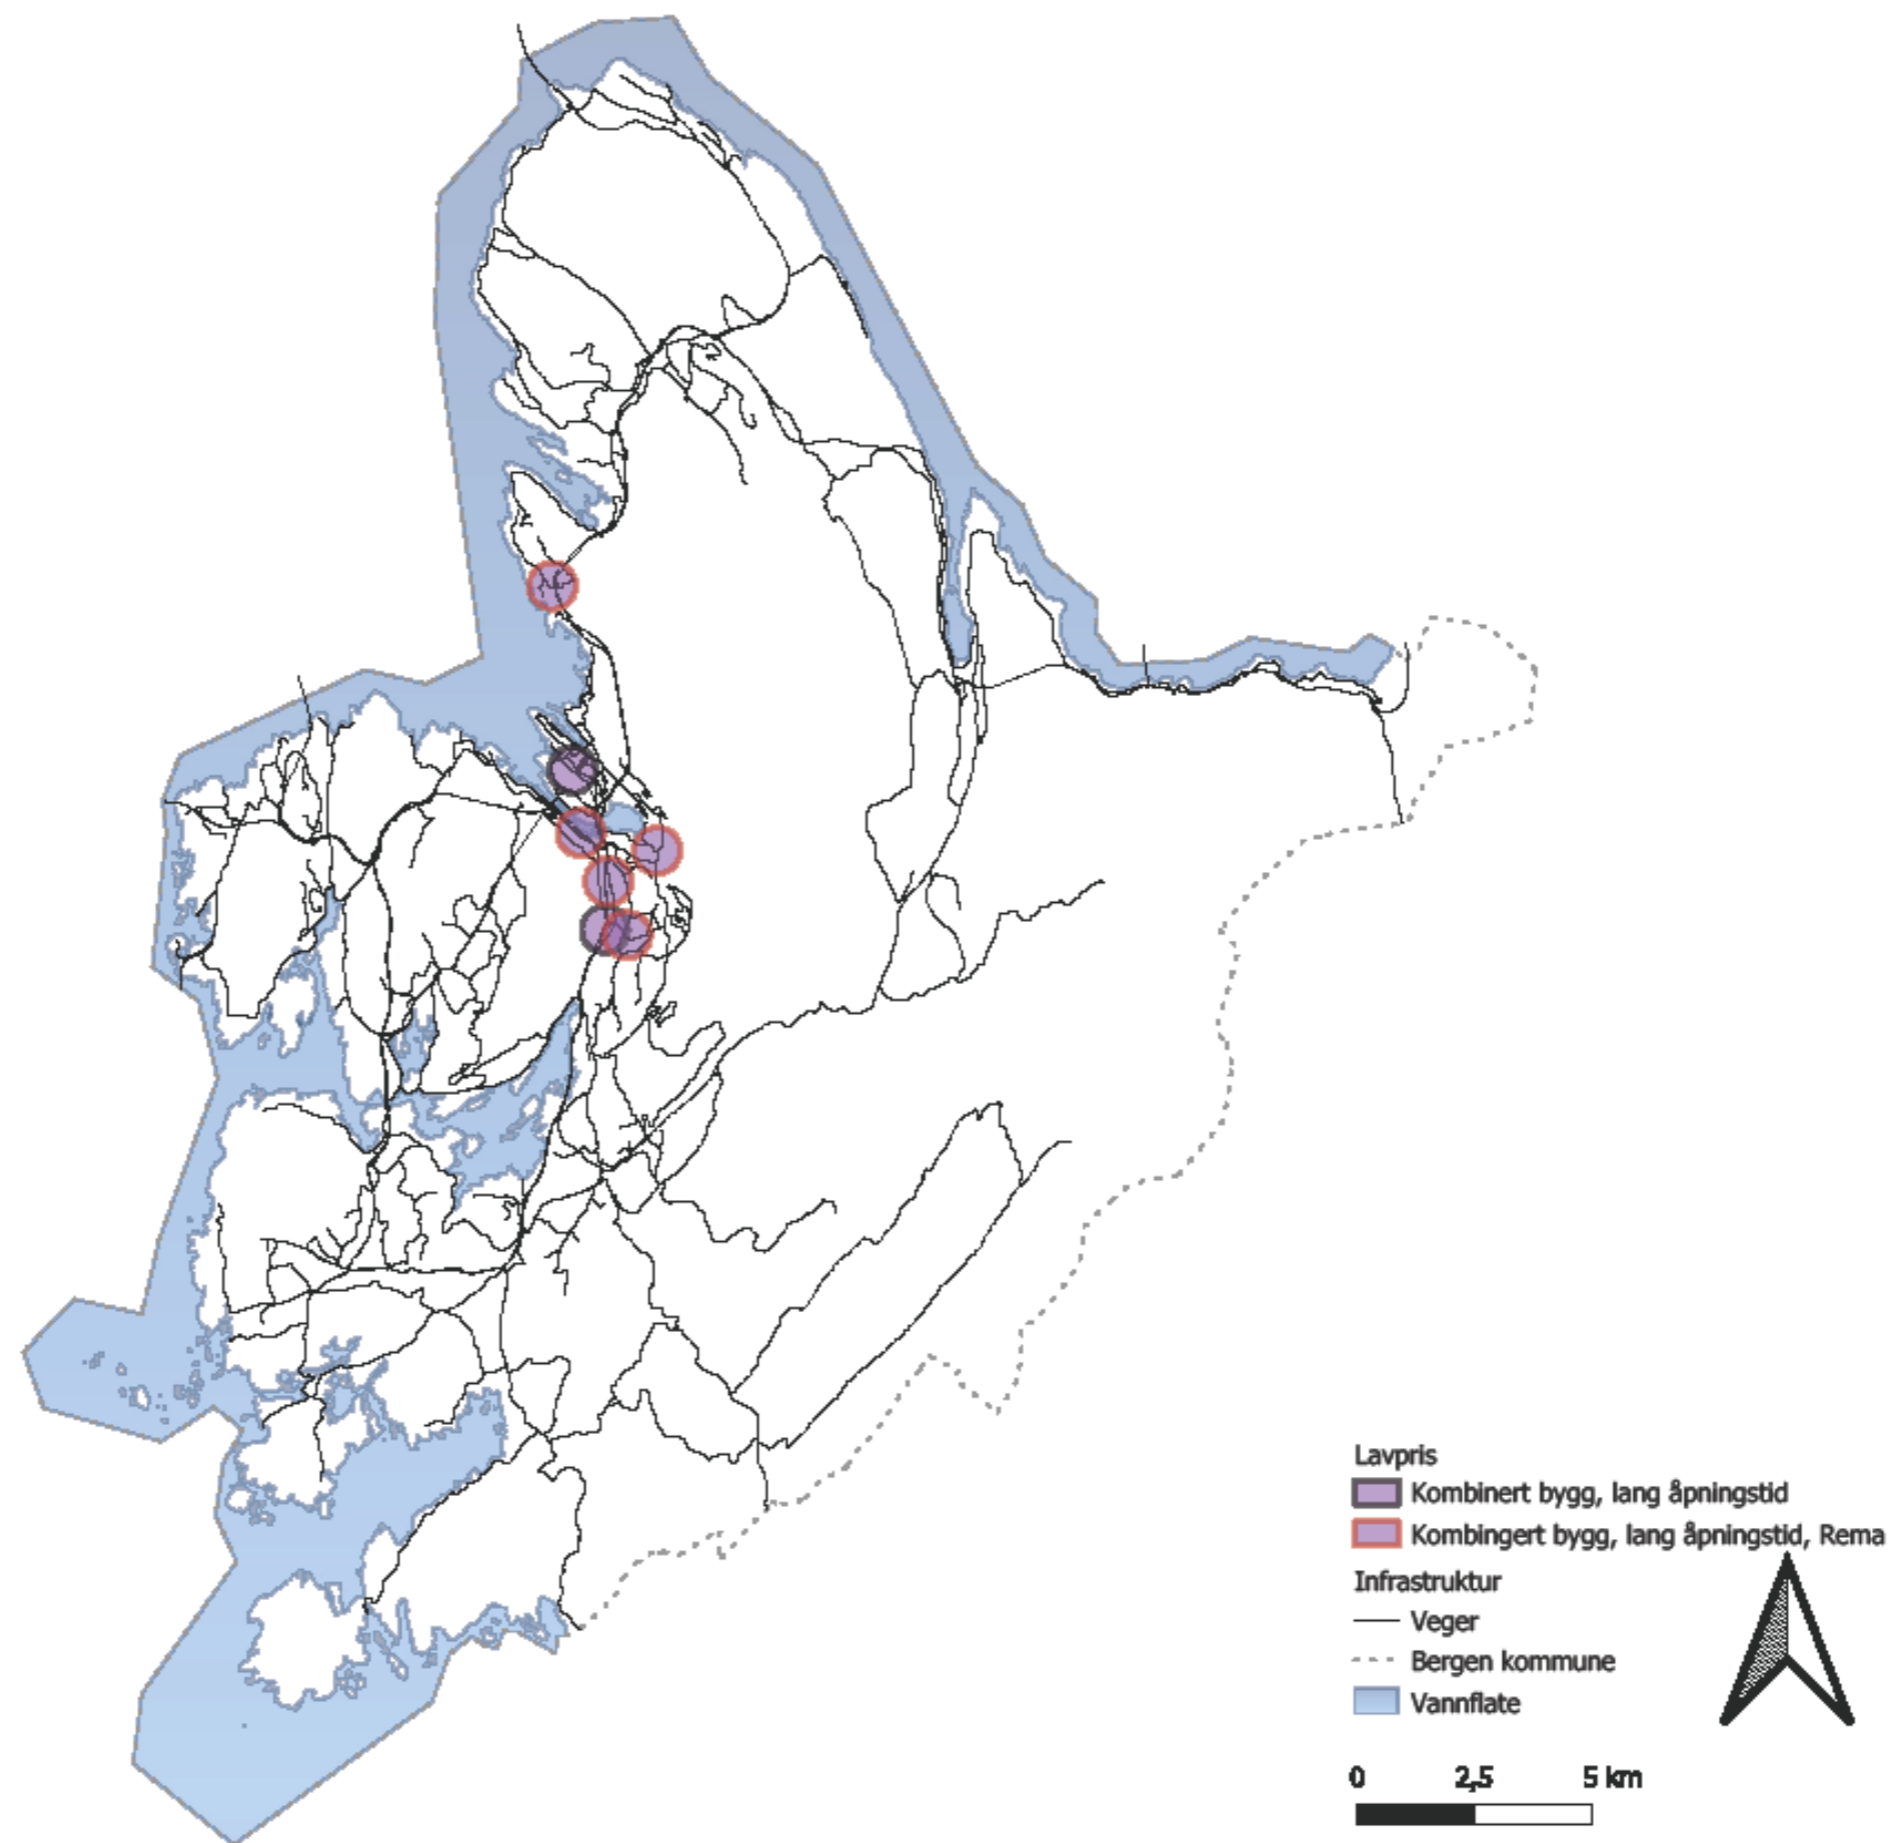 Lavpris
Kombinert bygg, lang åpningstid
Kombingert bygg, lang åpningstid, Rema
Infrastruktur
Veger
Bergen kommune
Vannflate
0 2,5 5 km